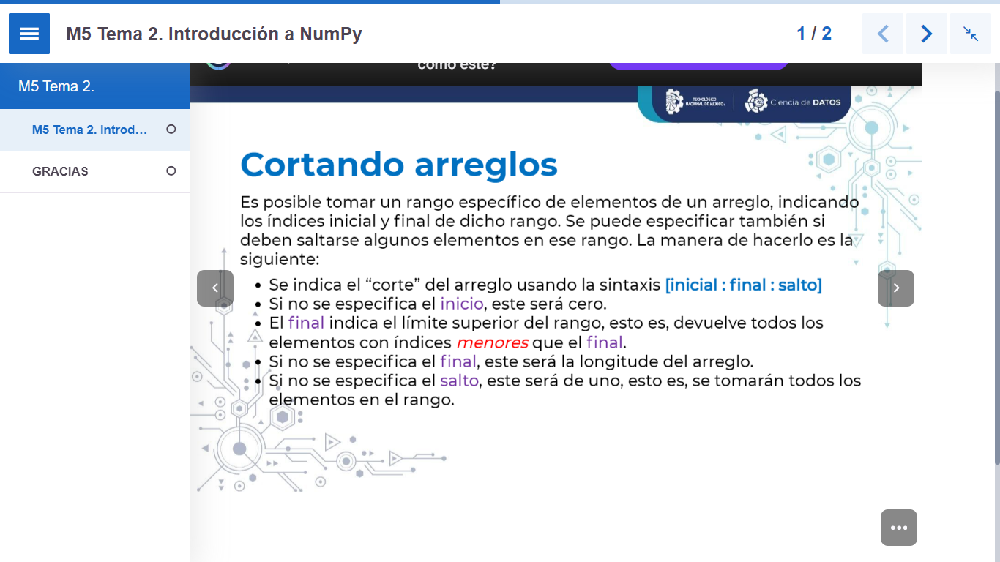 M5 Tema 2. Introducción a NumPy
1 / 2
M5 Tema 2.
M5 Tema 2. Introd...
GRACIAS
como este?
TECNOLÓGICO
NACIONAL DE MÉXICO
Ciencia de DATOS
Cortando arreglos
Es posible tomar un rango específico de elementos de un arreglo, indicando
los índices inicial y final de dicho rango. Se puede especificar también si
deben saltarse algunos elementos en ese rango. La manera de hacerlo es la
siguiente:
• Se indica el “corte” del arreglo usando la sintaxis [inicial : final : salto]
• Si no se especifica el inicio, este será cero.
• El final indica el límite superior del rango, esto es, devuelve todos los
elementos con índices menores que el final.
• Si no se especifica el final, este será la longitude del arreglo.
• Si no se especifica el salto, este será de uno, esto es, se tomarán todos los
elementos en el rango.